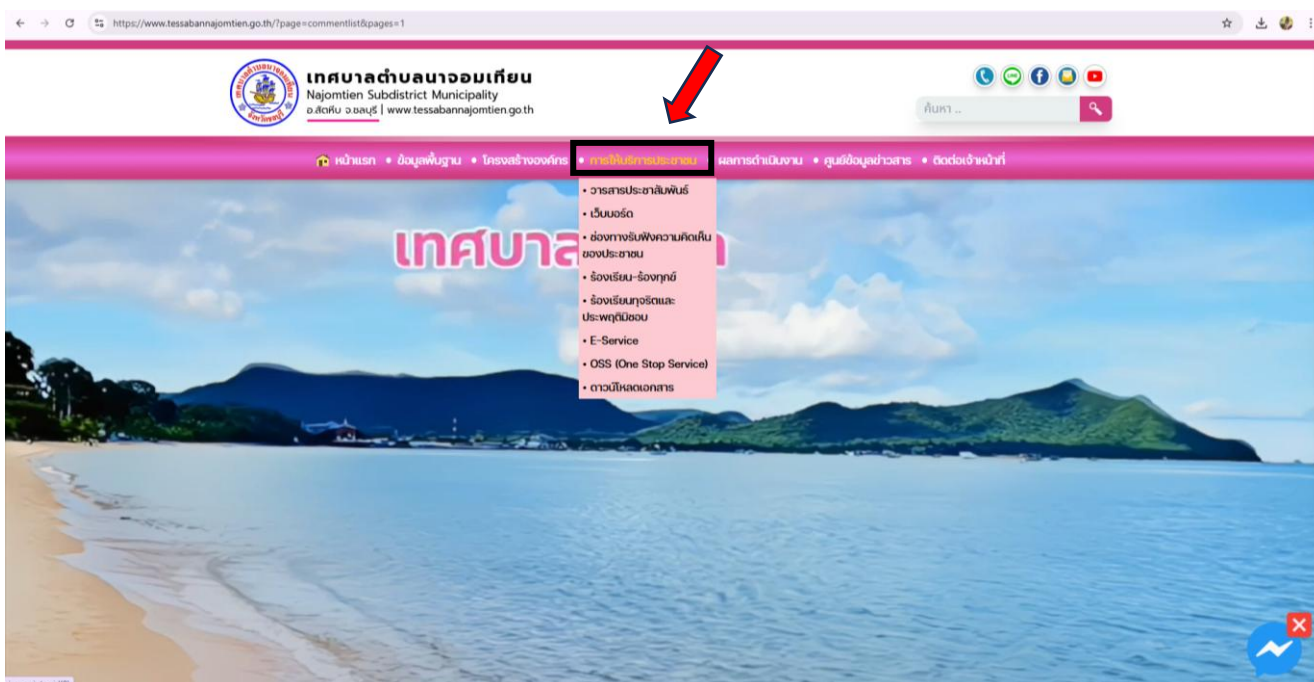 https://www.tessabannajomtien.go.th/?page=commentlist&pages=1
เทศบาลตำบลนาจอมเทียน
Najomtien Subdistrict Municipality
อ.สัตหีบ จ.ชลบุรี | www.tessabannajomtien.go.th
ค้นหา ..
หน้าแรก • ข้อมูลพื้นฐาน • โครงสร้างองค์กร • การให้บริการประชาชน • ผลการดำเนินงาน • ศูนย์ข้อมูลข่าวสาร • ติดต่อเจ้าหน้าที่
• วารสารประชาสัมพันธ์
• เว็บบอร์ด
• ช่องทางรับฟังความคิดเห็น
ของประชาชน
• ร้องเรียน-ร้องทุกข์
• ร้องเรียนทุจริตและ
ประพฤติมิชอบ
• E-Service
• OSS (One Stop Service)
• ดาวน์โหลดเอกสาร
เทศบาล